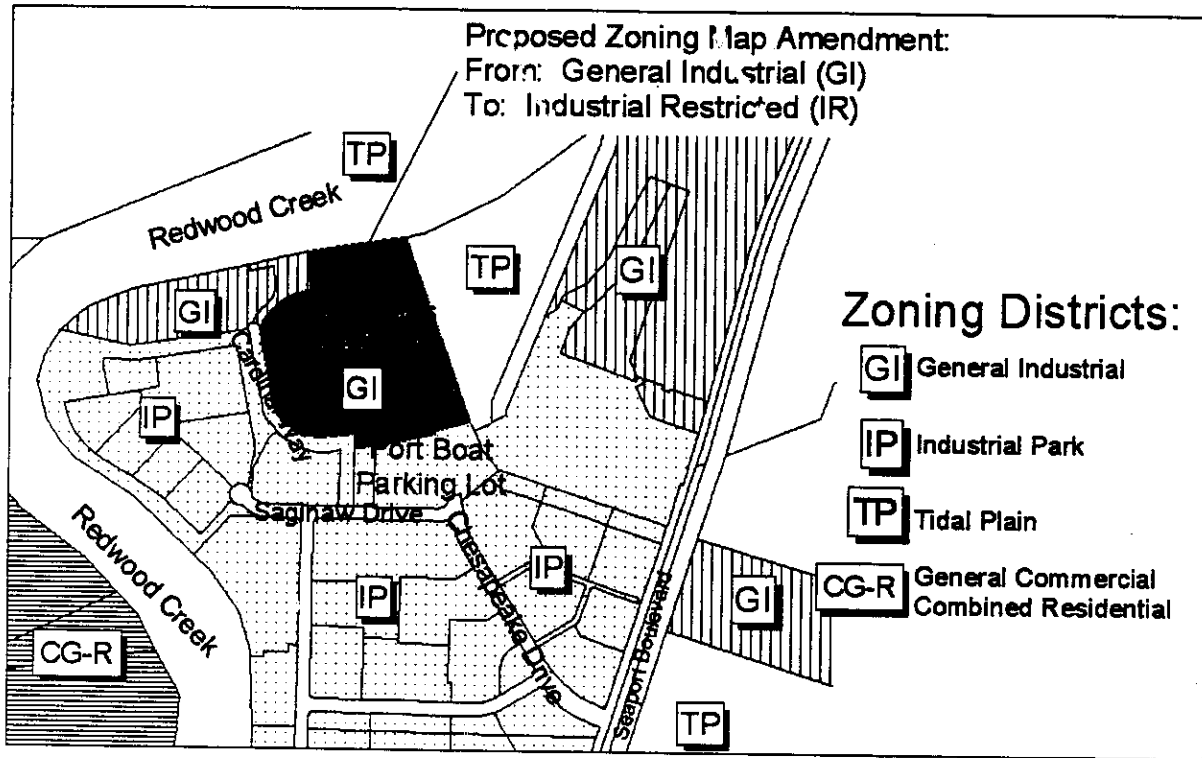 Proposed Zoning Map Amendment:
From: General Industrial (GI)
To: Industrial Restricted (IR)
TP
Redwood Creek
TP
GI
GI
Zoning Districts:
GI General Industrial
IP Industrial Park
TP Tidal Plain
CG-R General Commercial
Combined Residential
Cardinal Way
GI
IP
Port Boat
Parking Lot
Saginaw Drive
Redwood Creek
Chesapeake Drive
IP
IP
Seaport Boulevard
GI
CG-R
TP